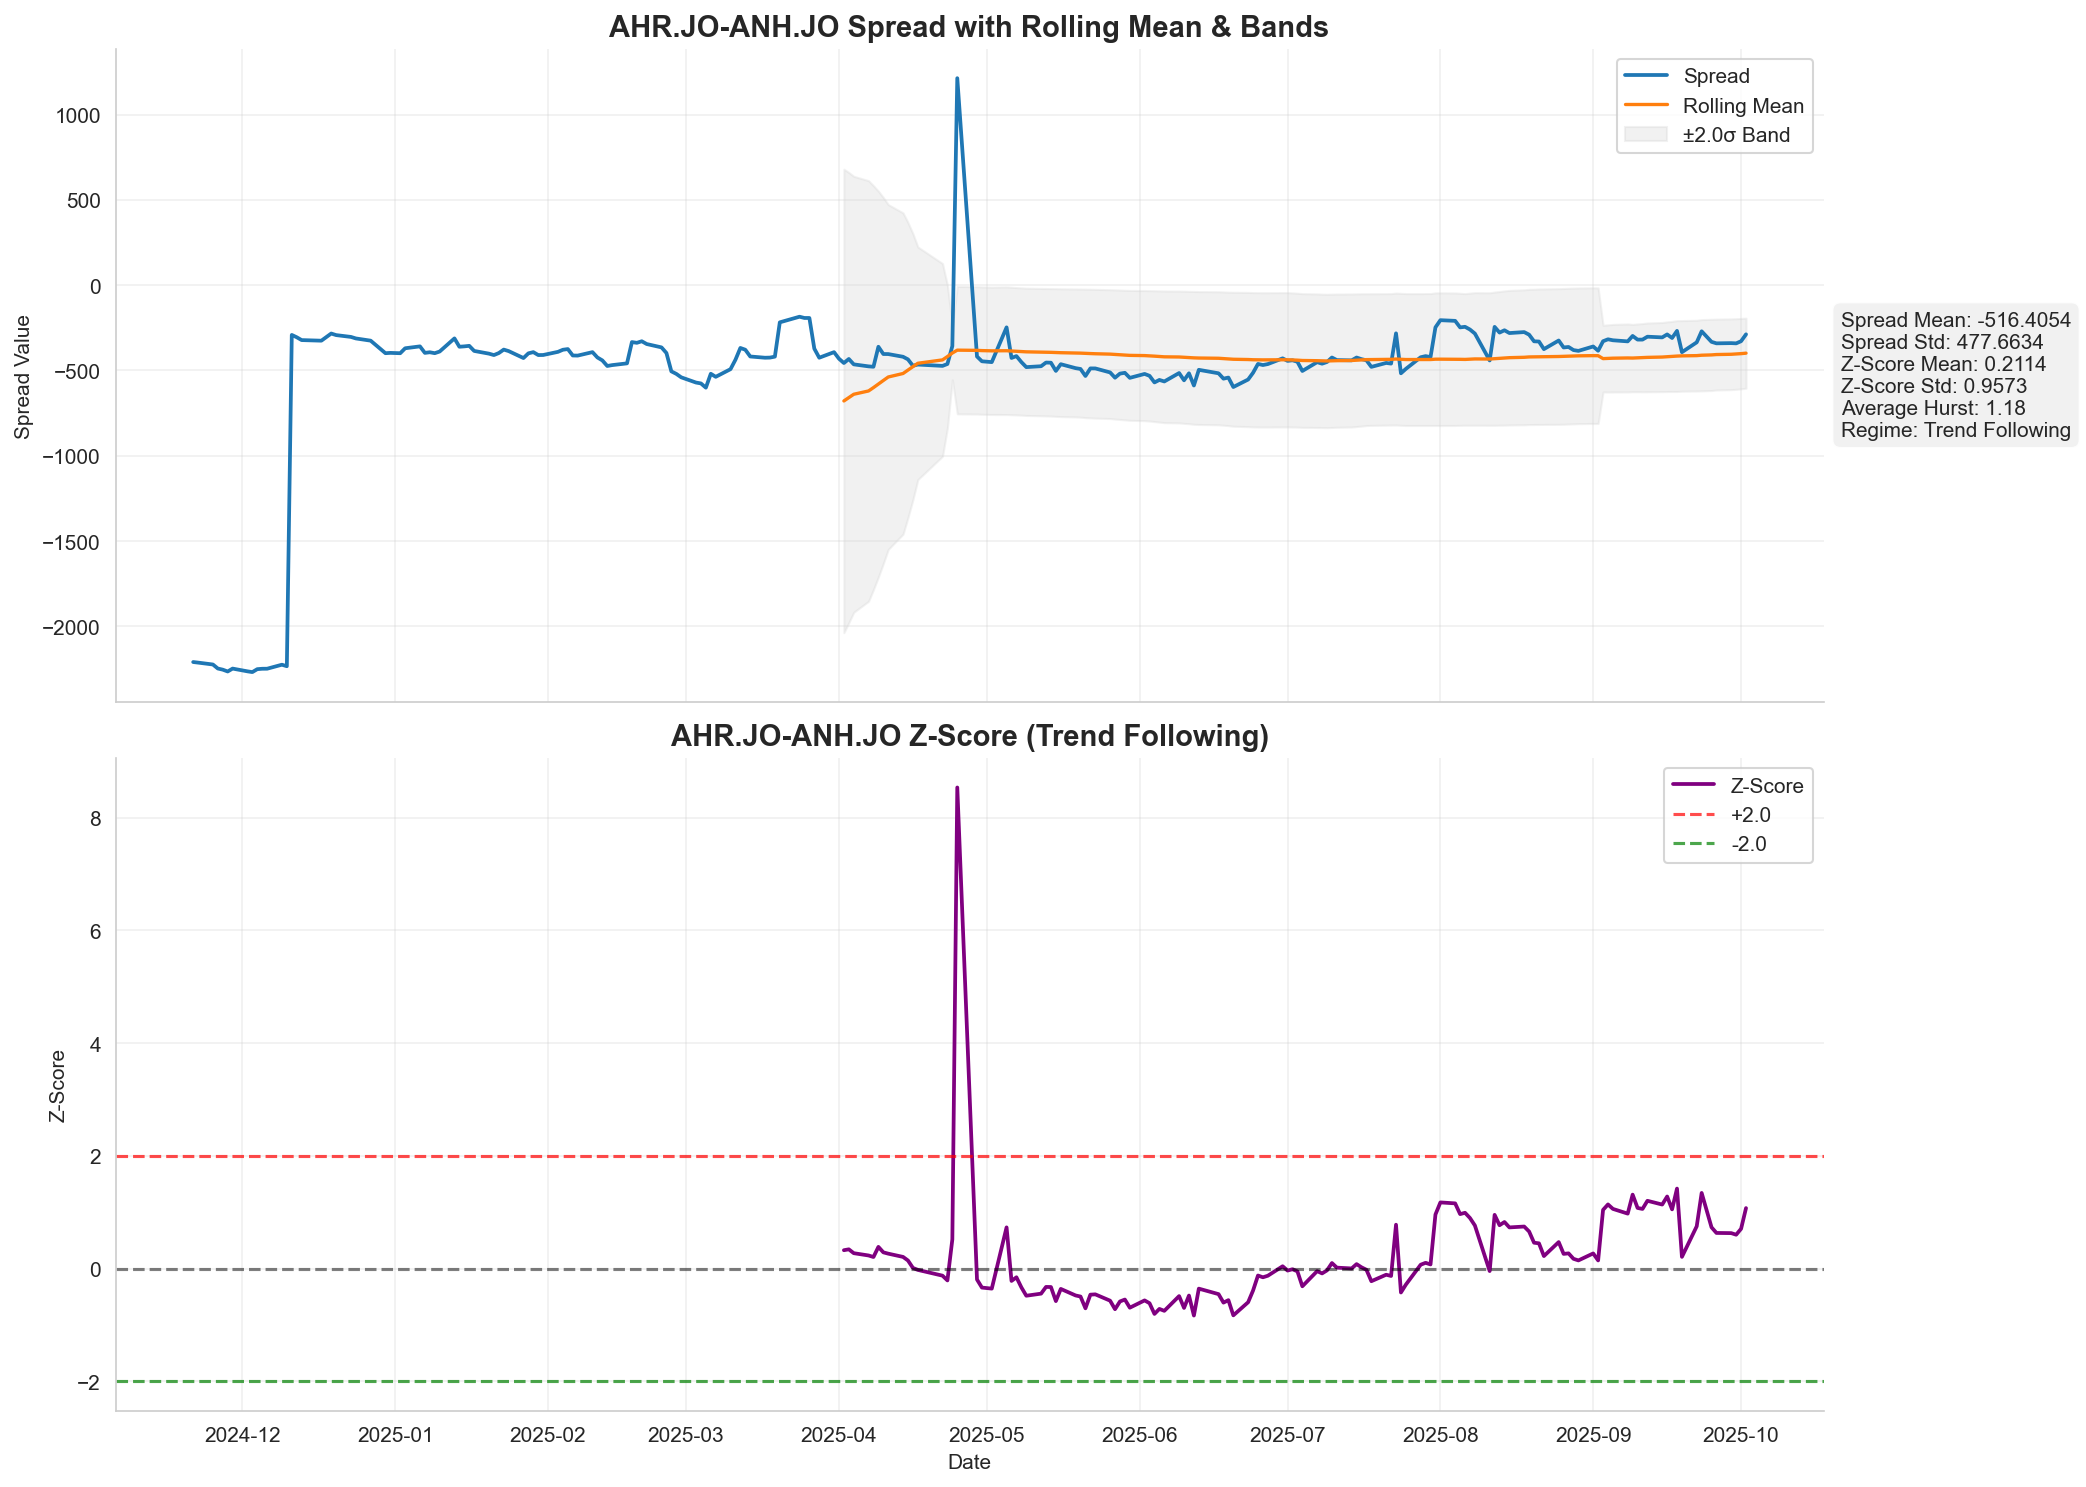 AHR.JO-ANH.JO Spread with Rolling Mean & Bands
Spread Value
1000
500
0
−500
−1000
−1500
−2000
Spread
Rolling Mean
±2.0σ Band
Spread Mean: -516.4054
Spread Std: 477.6634
Z-Score Mean: 0.2114
Z-Score Std: 0.9573
Average Hurst: 1.18
Regime: Trend Following
AHR.JO-ANH.JO Z-Score (Trend Following)
Z-Score
8
6
4
2
0
−2
Z-Score
+2.0
-2.0
2024-12
2025-01
2025-02
2025-03
2025-04
2025-05
2025-06
2025-07
2025-08
2025-09
2025-10
Date